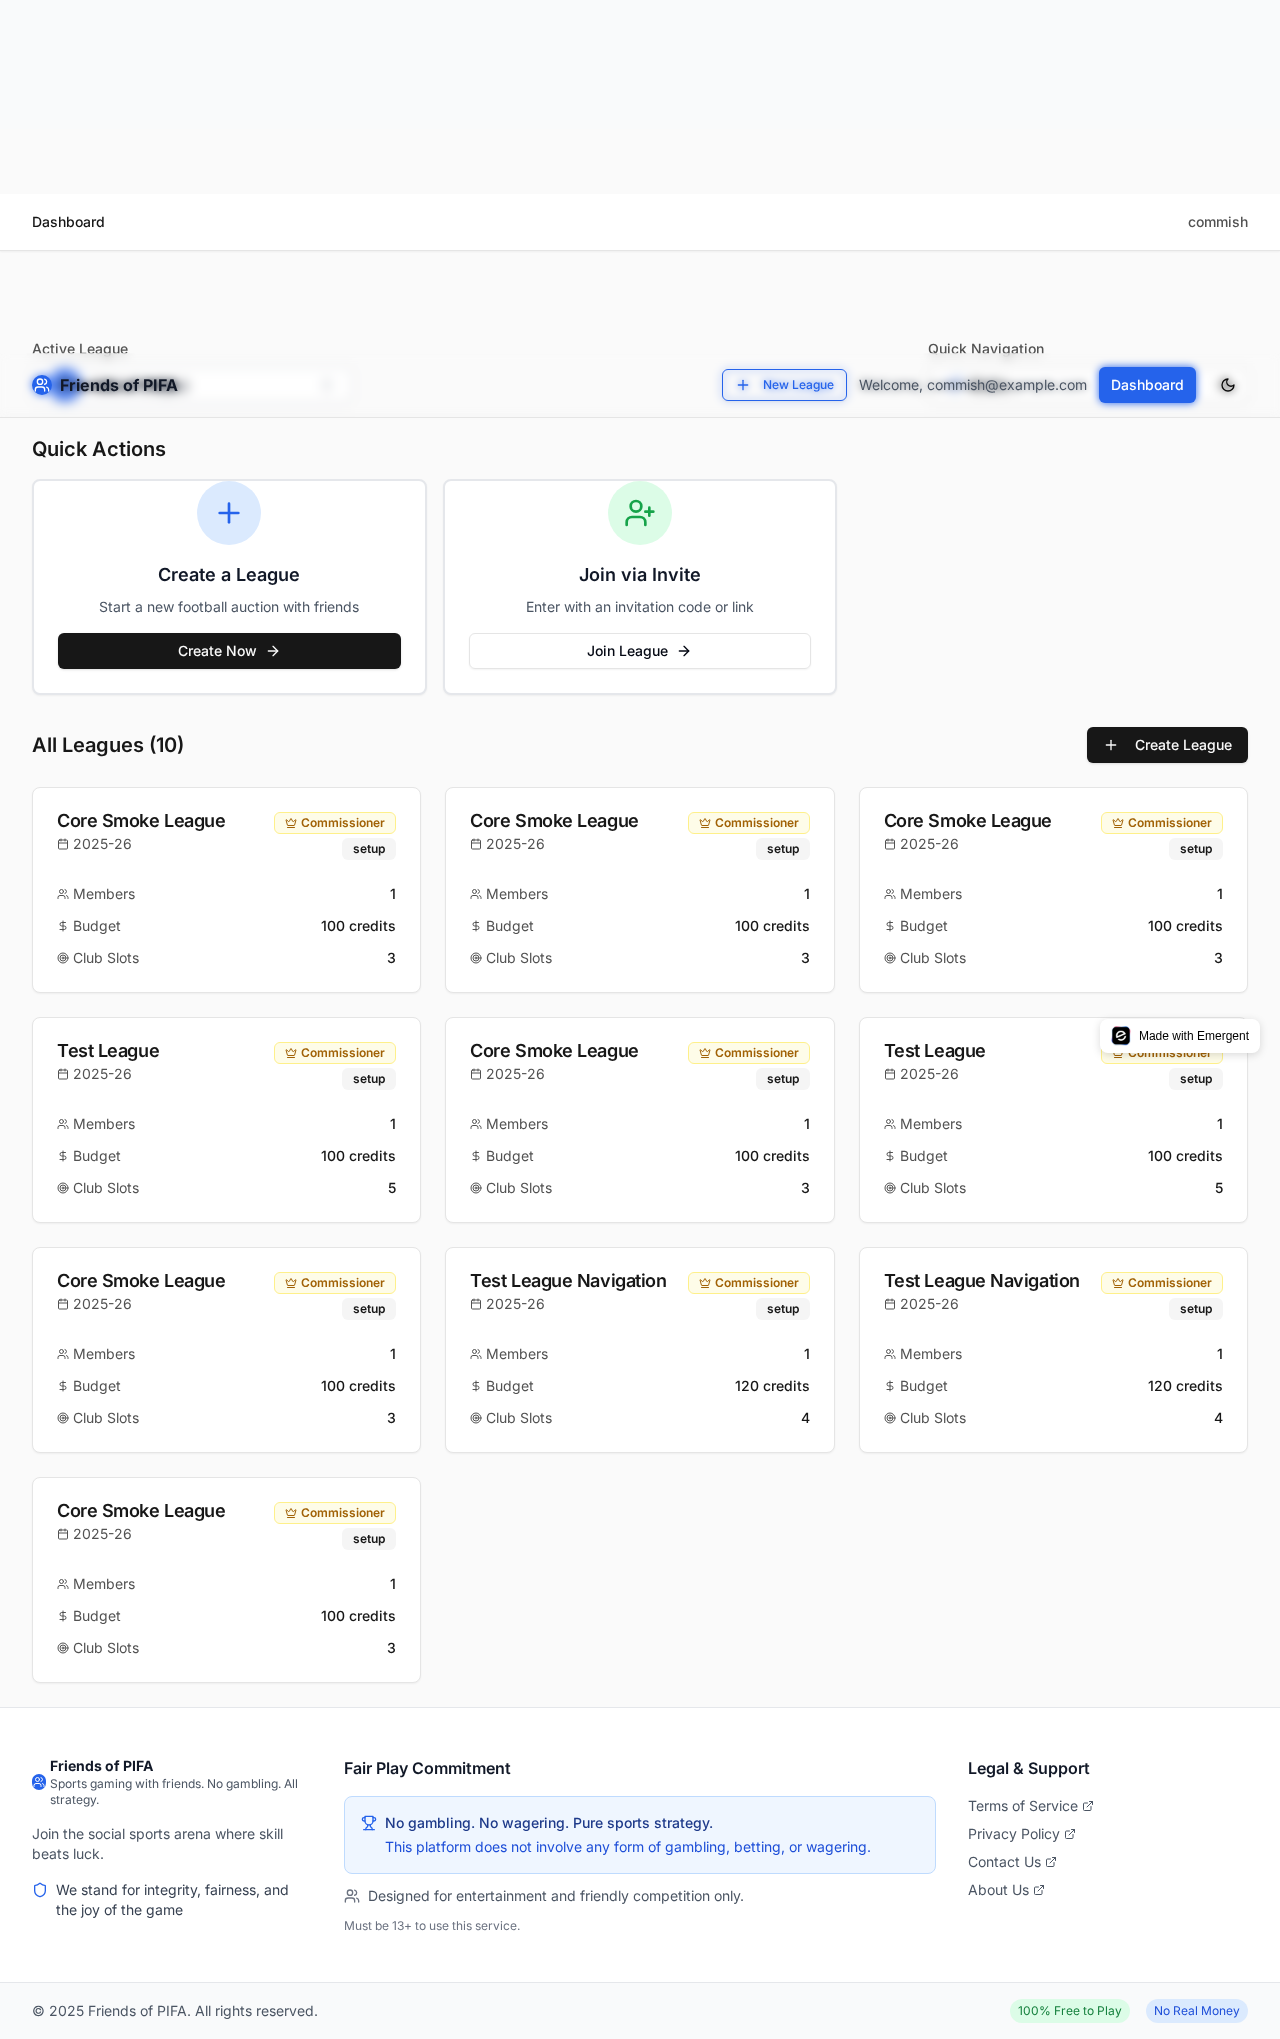 Dashboard
commish
Active League
Quick Navigation
Friends of PIFA
New League
Welcome, commish@example.com
Dashboard
Quick Actions
Create a League
Start a new football auction with friends
Create Now
Join via Invite
Enter with an invitation code or link
Join League
All Leagues (10)
Create League
Core Smoke League
Commissioner
2025-26
setup
Members 1
Budget 100 credits
Club Slots 3
Core Smoke League
Commissioner
2025-26
setup
Members 1
Budget 100 credits
Club Slots 3
Core Smoke League
Commissioner
2025-26
setup
Members 1
Budget 100 credits
Club Slots 3
Test League
Commissioner
2025-26
setup
Members 1
Budget 100 credits
Club Slots 5
Core Smoke League
Commissioner
2025-26
setup
Members 1
Budget 100 credits
Club Slots 3
Made with Emergent
Test League
Commissioner
2025-26
setup
Members 1
Budget 100 credits
Club Slots 5
Core Smoke League
Commissioner
2025-26
setup
Members 1
Budget 100 credits
Club Slots 3
Test League Navigation
Commissioner
2025-26
setup
Members 1
Budget 120 credits
Club Slots 4
Test League Navigation
Commissioner
2025-26
setup
Members 1
Budget 120 credits
Club Slots 4
Core Smoke League
Commissioner
2025-26
setup
Members 1
Budget 100 credits
Club Slots 3
Friends of PIFA
Sports gaming with friends. No gambling. All
strategy.
Join the social sports arena where skill
beats luck.
We stand for integrity, fairness, and
the joy of the game
Fair Play Commitment
No gambling. No wagering. Pure sports strategy.
This platform does not involve any form of gambling, betting, or wagering.
Designed for entertainment and friendly competition only.
Must be 13+ to use this service.
Legal & Support
Terms of Service
Privacy Policy
Contact Us
About Us
© 2025 Friends of PIFA. All rights reserved.
100% Free to Play
No Real Money